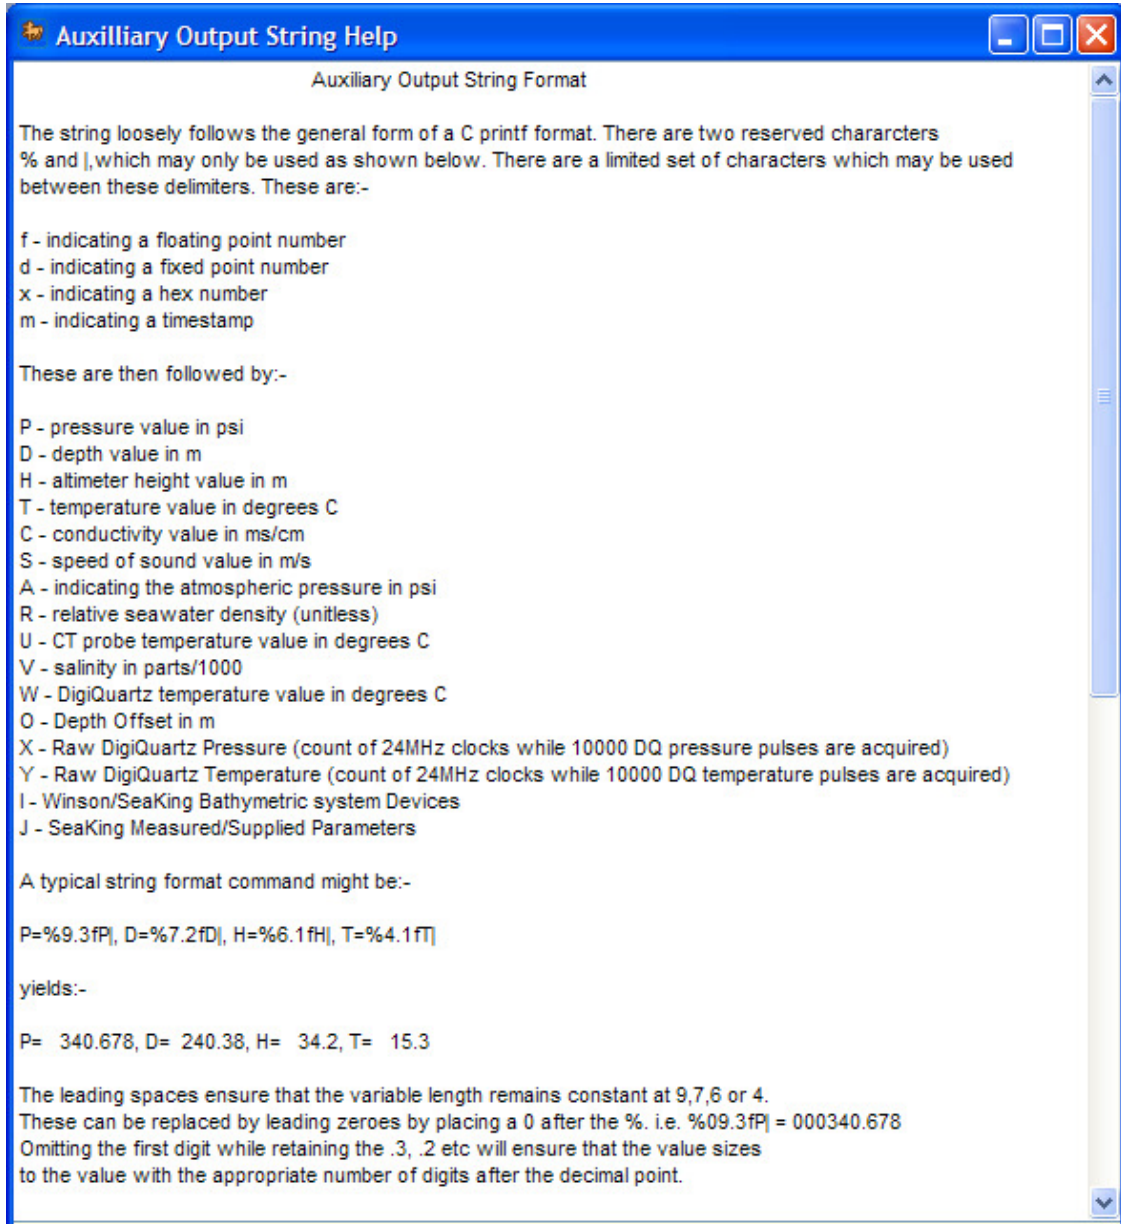 Auxilliary Output String Help
Auxiliary Output String Format
The string loosely follows the general form of a C printf format. There are two reserved chararcters
% and |,which may only be used as shown below. There are a limited set of characters which may be used
between these delimiters. These are:-
f - indicating a floating point number
d - indicating a fixed point number
x - indicating a hex number
m - indicating a timestamp
These are then followed by:-
P - pressure value in psi
D - depth value in m
H - altimeter height value in m
T - temperature value in degrees C
C - conductivity value in ms/cm
S - speed of sound value in m/s
A - indicating the atmospheric pressure in psi
R - relative seawater density (unitless)
U - CT probe temperature value in degrees C
V - salinity in parts/1000
W - DigiQuartz temperature value in degrees C
O - Depth Offset in m
X - Raw DigiQuartz Pressure (count of 24MHz clocks while 10000 DQ pressure pulses are acquired)
Y - Raw DigiQuartz Temperature (count of 24MHz clocks while 10000 DQ temperature pulses are acquired)
I - Winson/SeaKing Bathymetric system Devices
J - SeaKing Measured/Supplied Parameters
A typical string format command might be:-
P=%9.3fP|, D=%7.2fD|, H=%6.1fH|, T=%4.1fT|
yields:-
P=   340.678, D=  240.38, H=   34.2, T=   15.3
The leading spaces ensure that the variable length remains constant at 9,7,6 or 4.
These can be replaced by leading zeroes by placing a 0 after the %. i.e. %09.3fP| = 000340.678
Omitting the first digit while retaining the .3, .2 etc will ensure that the value sizes
to the value with the appropriate number of digits after the decimal point.